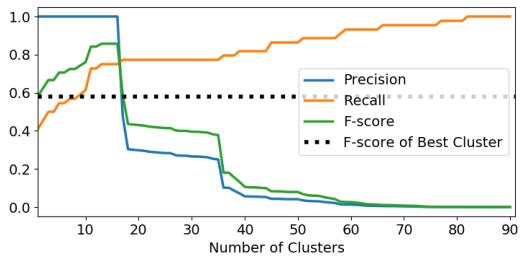 1.0
0.8
0.6
0.4
0.2
0.0
Precision
Recall
F-score
F-score of Best Cluster
10 20 30 40 50 60 70 80 90
Number of Clusters